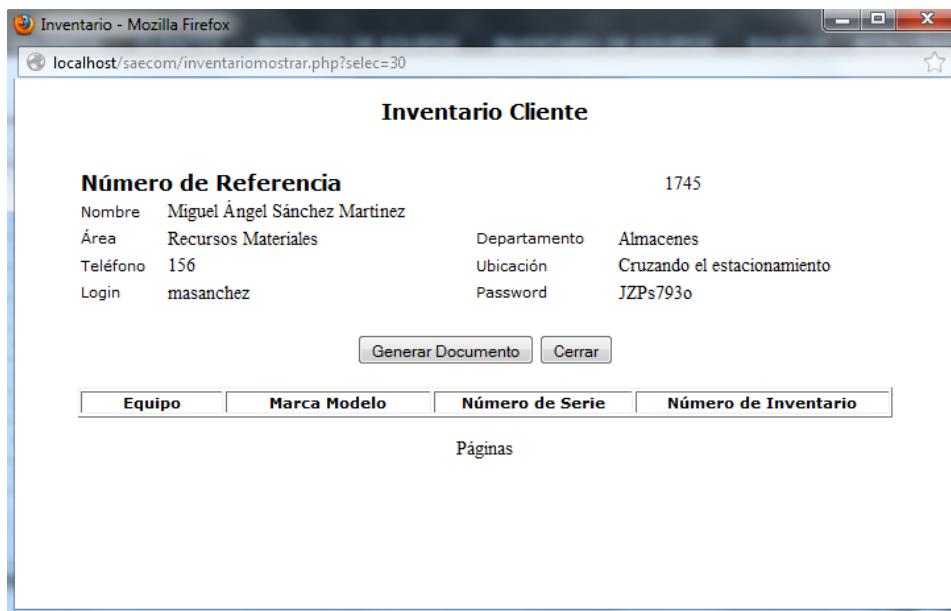 Inventario - Mozilla Firefox
localhost/saecom/inventariomostrar.php?selec=30
Inventario Cliente
Número de Referencia 1745
Nombre Miguel Ángel Sánchez Martínez
Área Recursos Materiales Departamento Almacenes
Teléfono 156 Ubicación Cruzando el estacionamiento
Login masanchez Password JZPs793o
Generar Documento Cerrar
Equipo Marca Modelo Número de Serie Número de Inventario
Páginas